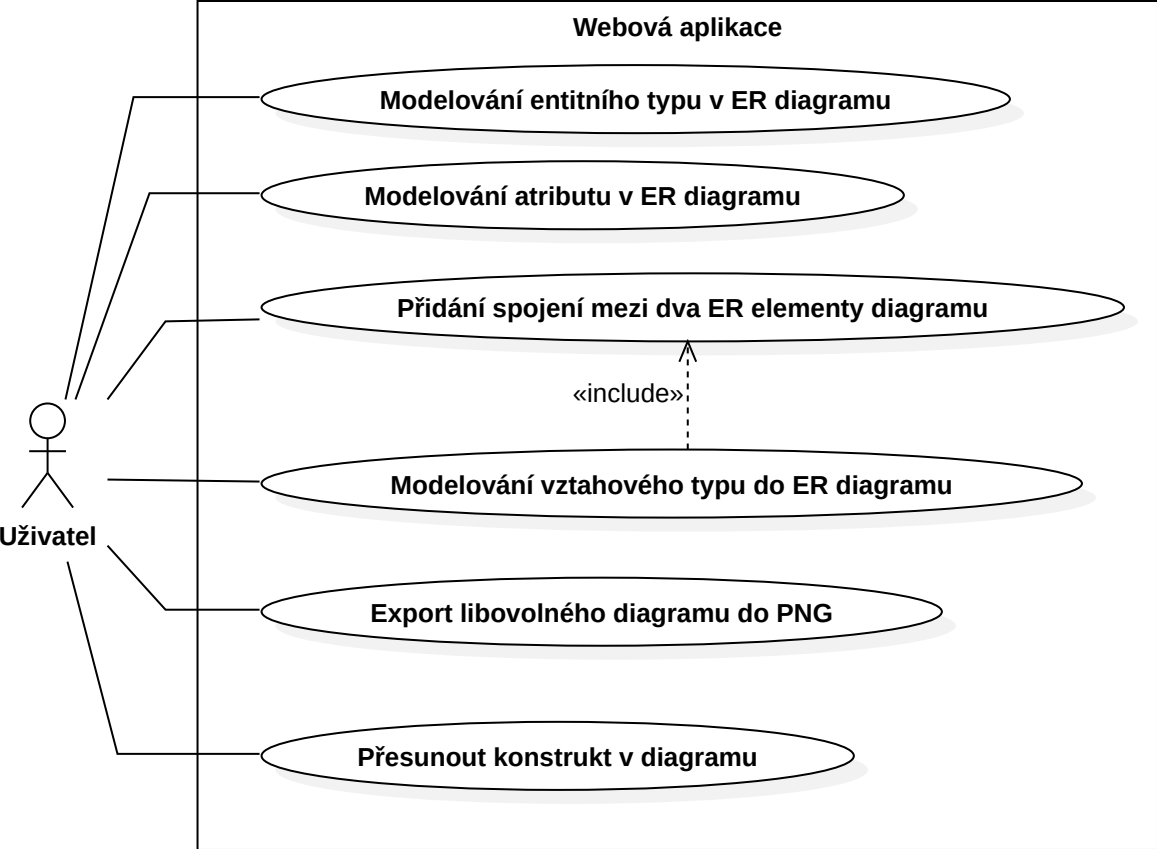 Webová aplikace
Modelování entitního typu v ER diagramu
Modelování atributu v ER diagramu
Přidání spojení mezi dva ER elementy diagramu
«include»
Modelování vztahového typu do ER diagramu
Uživatel
Export libovolného diagramu do PNG
Přesunout konstrukt v diagramu